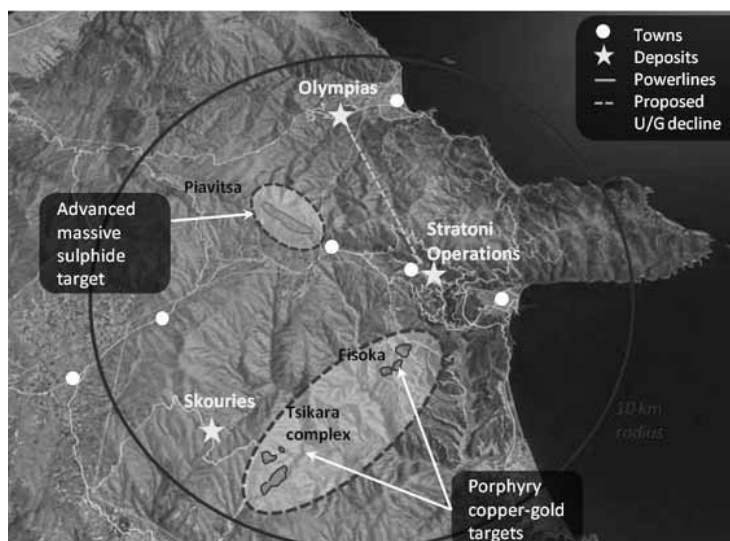 Towns
Deposits
Powerlines
Proposed
U/G decline
Olympias
Piavitsa
Advanced
massive
sulphide
target
Stratoni
Operations
Fisoka
Skouries
Tsikara
complex
10 km
radius
Porphyry
copper-gold
targets